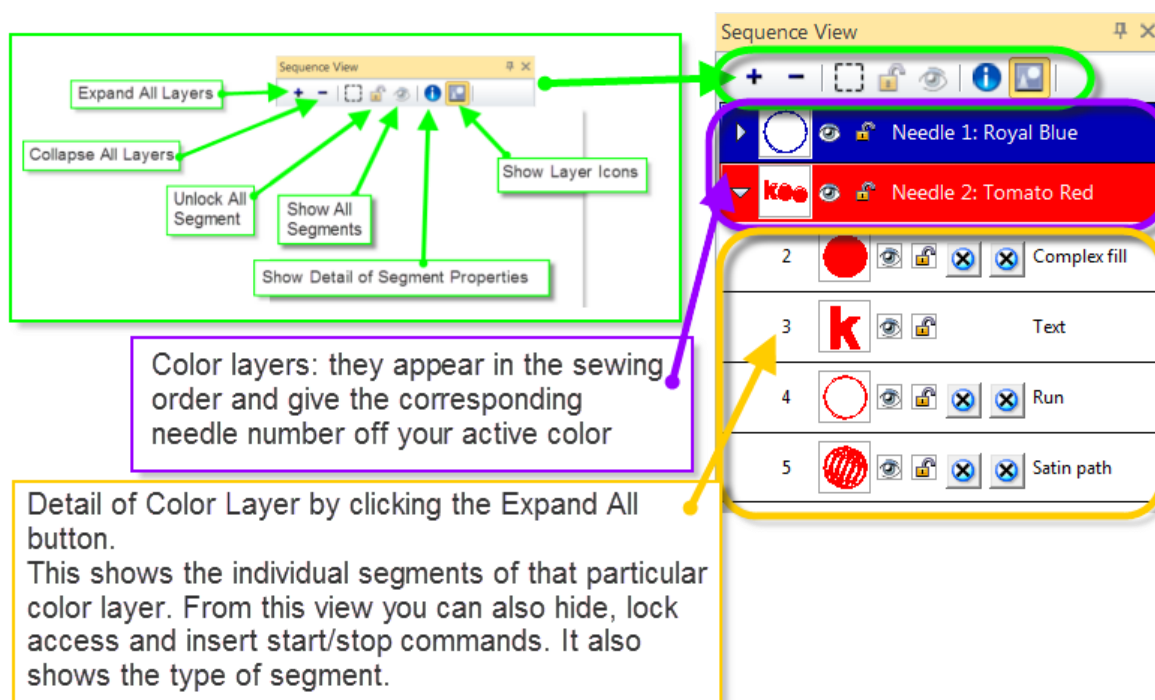 Sequence View
Expand All Layers
Collapse All Layers
Unlock All
Segment
Show All
Segments
Show Detail of Segment Properties
Show Layer Icons
Sequence View
Needle 1: Royal Blue
Needle 2: Tomato Red
2 Complex fill
3 k Text
4 Run
5 Satin path
Color layers: they appear in the sewing
order and give the corresponding
needle number off your active color
Detail of Color Layer by clicking the Expand All
button.
This shows the individual segments of that particular
color layer. From this view you can also hide, lock
access and insert start/stop commands. It also
shows the type of segment.